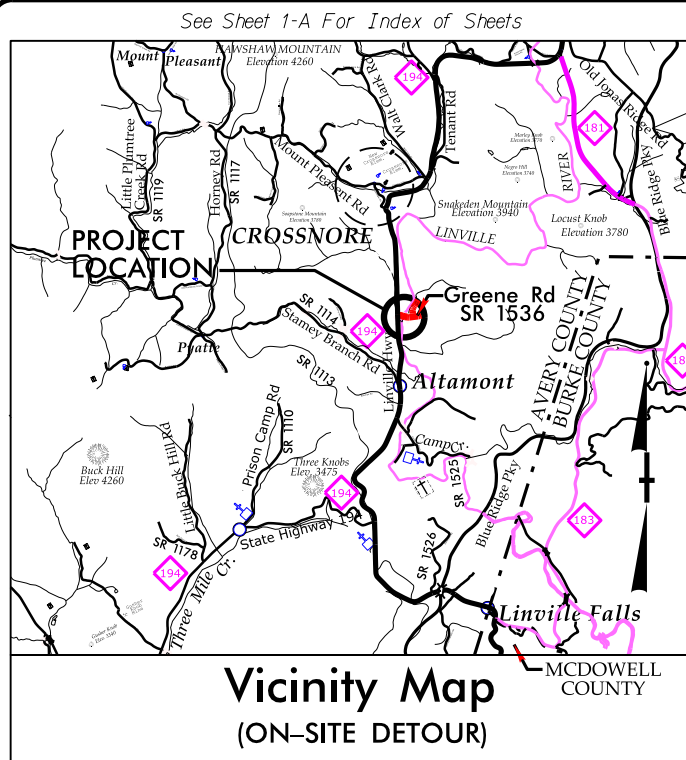 See Sheet 1-A For Index of Sheets
Mount Pleasant
HAWSHAW MOUNTAIN
Elevation 4260
194
Walt Clark Rd
Tenant Rd
181
Old Jonas Ridge Rd
Blue Ridge Pky
Little Plumtree
Creek Rd
SR 1119
Horney Rd
SR 1117
Mount Pleasent Rd
Snakeden Mountain
Elevation 3940
RIVER
LINVILLE
Locust Knob
Elevation 3780
PROJECT
LOCATION
CROSSNORE
Greene Rd
SR 1536
SR 1114
194
Stamey Branch Rd
Linville Hwy
Pyatte
SR 1113
Altamont
AVERY COUNTY
BURKE COUNTY
18
Prison Camp Rd
SR 1110
Little Buck Hill Rd
Buck Hill
Elev 4260
Three Knobs
Elev. 3475
194
Camp Cr.
SR 1525
Blue Ridge Pky
183
State Highway 194
SR 1178
194
Three Mile Cr.
SR 1526
Linville Falls
MCDOWELL
COUNTY
Vicinity Map
(ON-SITE DETOUR)